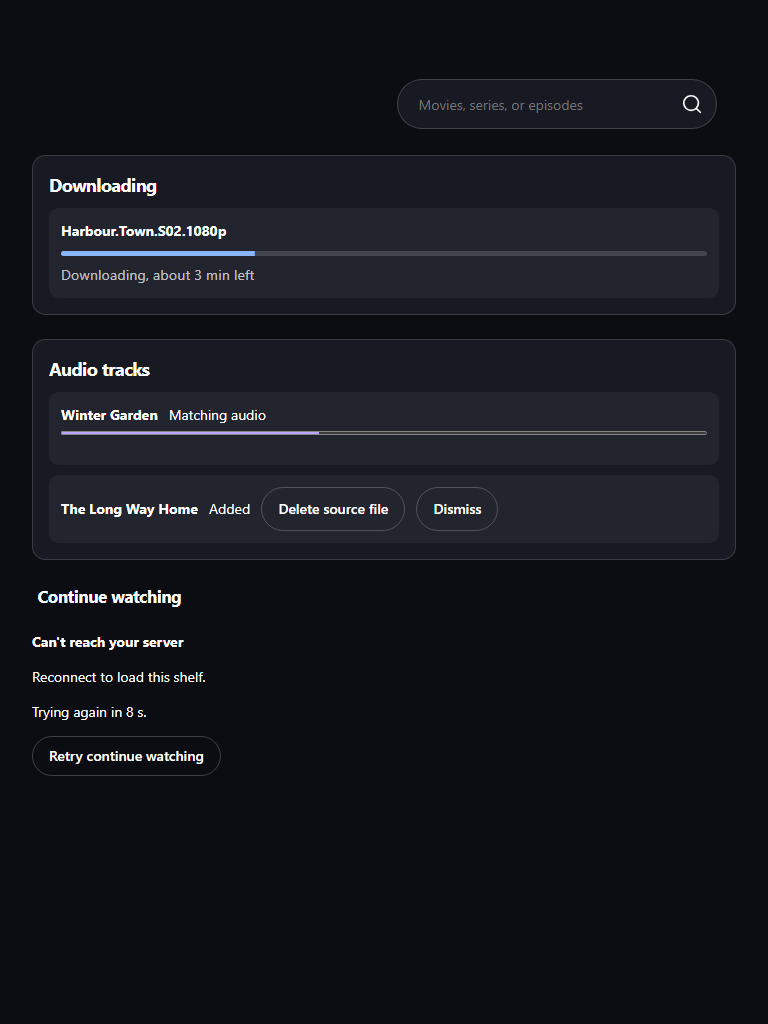 Movies, series, or episodes
Downloading
Harbour.Town.S02.1080p
Downloading, about 3 min left
Audio tracks
Winter Garden Matching audio
The Long Way Home Added Delete source file Dismiss
Continue watching
Can't reach your server
Reconnect to load this shelf.
Trying again in 8 s.
Retry continue watching